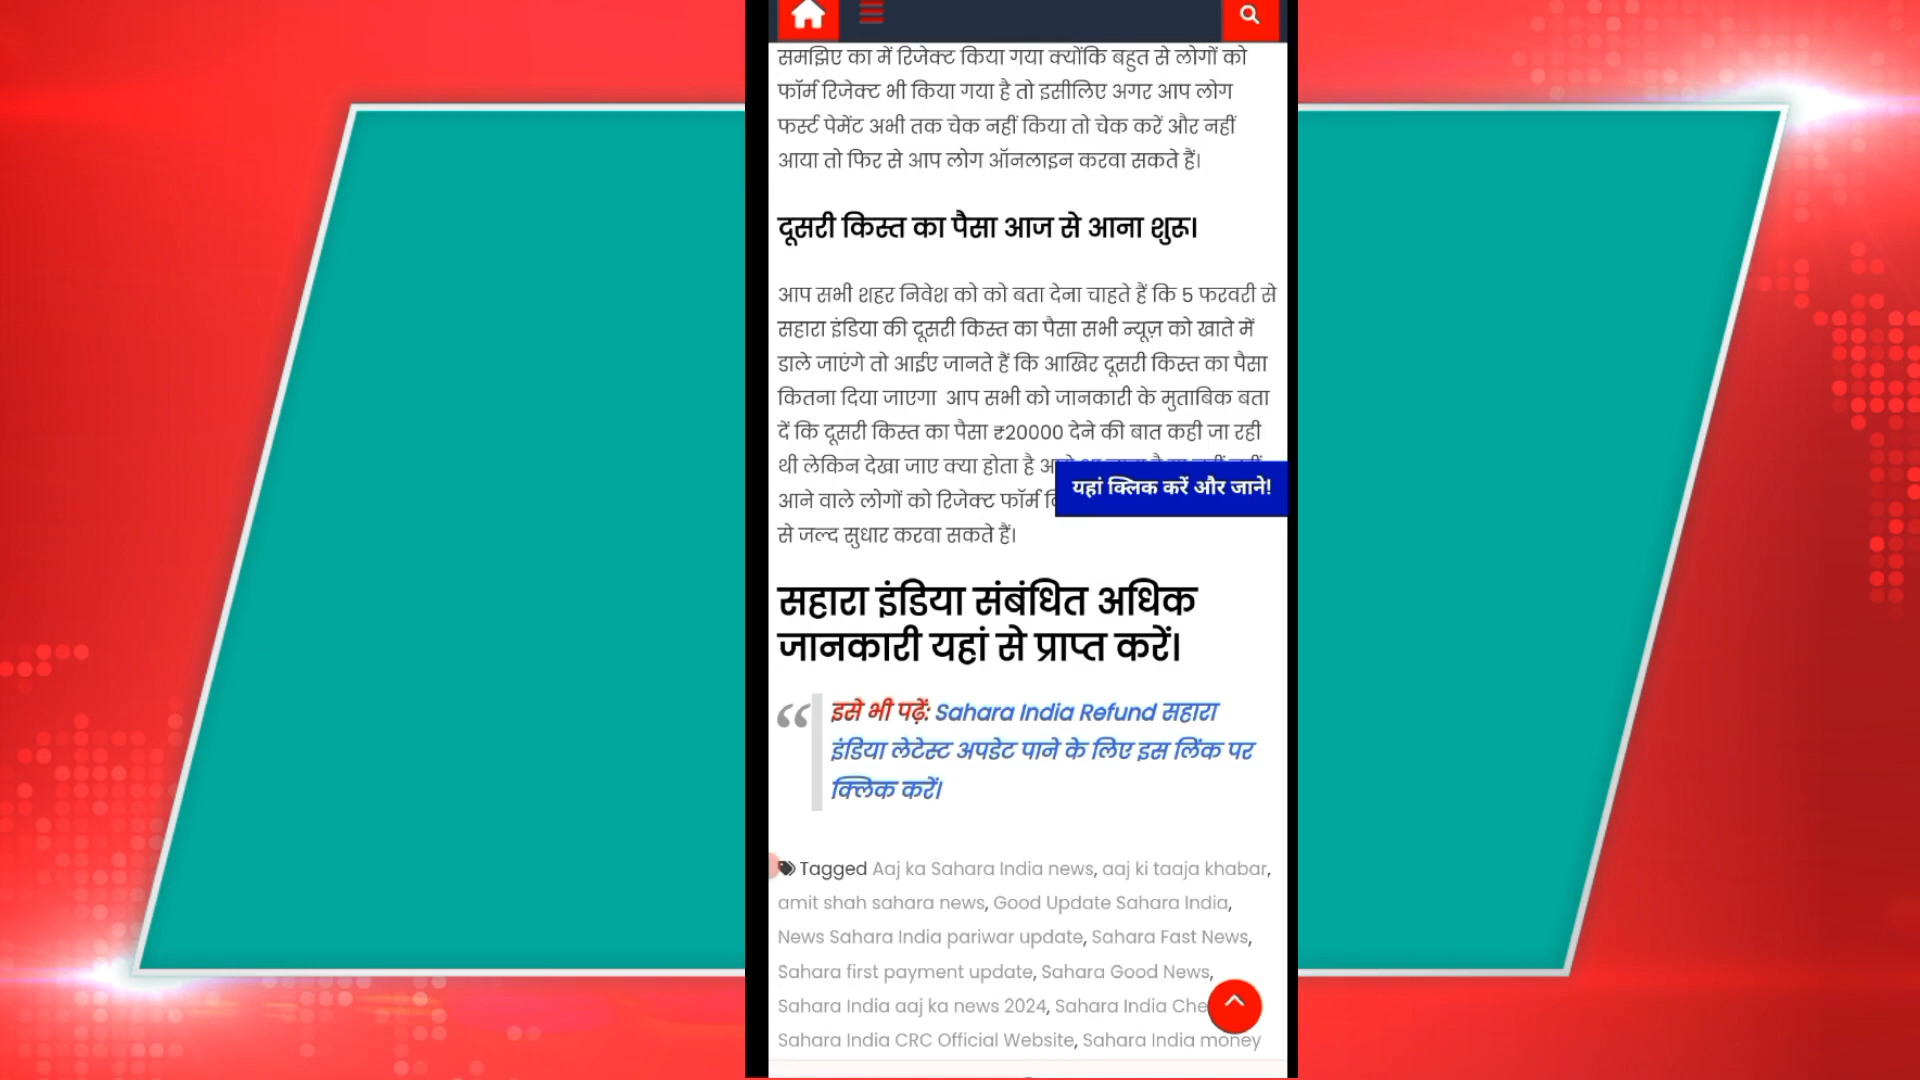 समझिए का में रिजेक्ट किया गया क्योंकि बहुत से लोगों को
फॉर्म रिजेक्ट भी किया गया है तो इसीलिए अगर आप लोग
फर्स्ट पेमेंट अभी तक चेक नहीं किया तो चेक करें और नहीं
आया तो फिर से आप लोग ऑनलाइन करवा सकते हैं।
दूसरी किस्त का पैसा आज से आना शुरू।
आप सभी शहर निवेश को को बता देना चाहते हैं कि 5 फरवरी से
सहारा इंडिया की दूसरी किस्त का पैसा सभी न्यूज़ को खाते में
डाले जाएंगे तो आईए जानते हैं कि आखिर दूसरी किस्त का पैसा
कितना दिया जाएगा आप सभी को जानकारी के मुताबिक बता
दें कि दूसरी किस्त का पैसा ₹20000 देने की बात कही जा रही
थी लेकिन देखा जाए क्या होता है
यहां क्लिक करें और जाने!
आने वाले लोगों को रिजेक्ट फॉर्म
से जल्द सुधार करवा सकते हैं।
सहारा इंडिया संबंधित अधिक
जानकारी यहां से प्राप्त करें।
इसे भी पढ़ें: Sahara India Refund सहारा
इंडिया लेटेस्ट अपडेट पाने के लिए इस लिंक पर
क्लिक करें।
Tagged Aaj ka Sahara India news, aaj ki taaja khabar,
amit shah sahara news, Good Update Sahara India,
News Sahara India pariwar update, Sahara Fast News,
Sahara first payment update, Sahara Good News,
Sahara India aaj ka news 2024, Sahara India Che
Sahara India CRC Official Website, Sahara India money